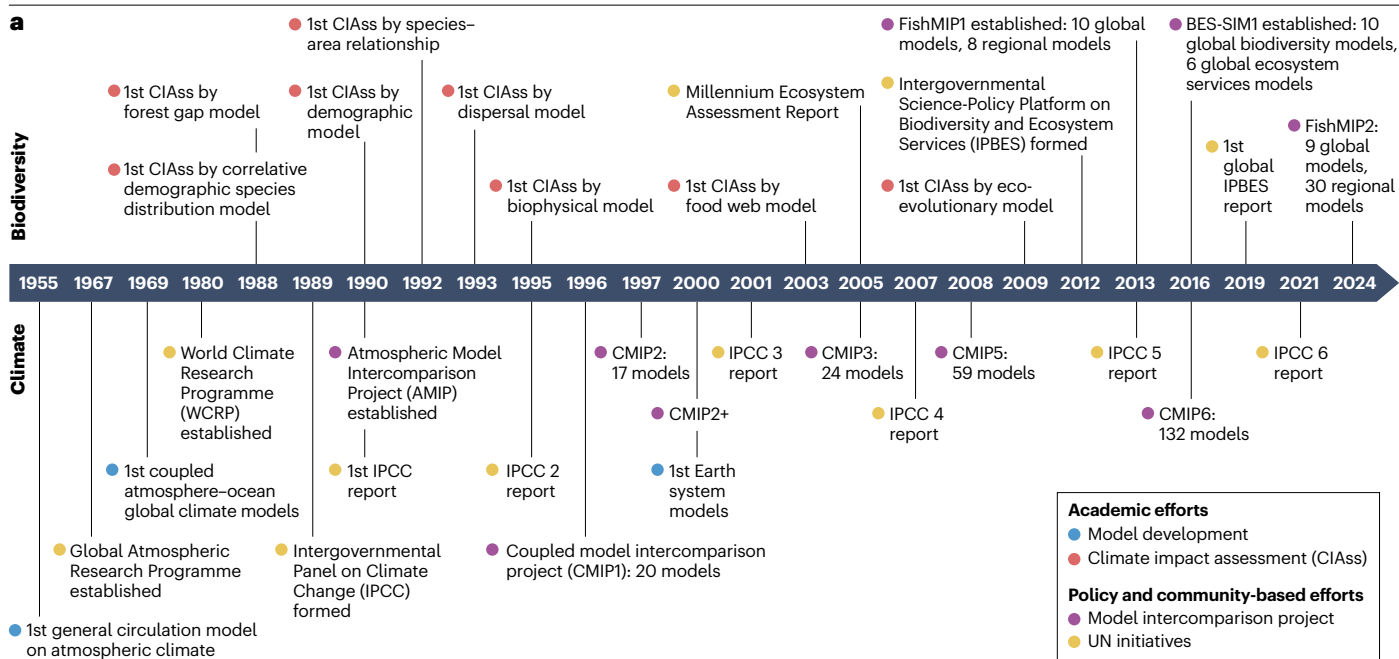 a
Biodiversity
1st CIAss by
forest gap model
1st CIAss by correlative
demographic species
distribution model
1st CIAss by species–
area relationship
1st CIAss by
demographic
model
1st CIAss by
dispersal model
1st CIAss by
biophysical model
Millennium Ecosystem
Assessment Report
1st CIAss by
food web model
FishMIP1 established: 10 global
models, 8 regional models
Intergovernmental
Science-Policy Platform on
Biodiversity and Ecosystem
Services (IPBES) formed
1st CIAss by eco-
evolutionary model
BES-SIM1 established: 10
global biodiversity models,
6 global ecosystem
services models
1st
global
IPBES
report
FishMIP2:
9 global
models,
30 regional
models
1955 1967 1969 1980 1988 1989 1990 1992 1993 1995 1996 1997 2000 2001 2003 2005 2007 2008 2009 2012 2013 2016 2019 2021 2024
Climate
World Climate
Research
Programme
(WCRP)
established
1st coupled
atmosphere–ocean
global climate models
Global Atmospheric
Research Programme
established
1st general circulation model
on atmospheric climate
Atmospheric Model
Intercomparison
Project (AMIP)
established
1st IPCC
report
Intergovernmental
Panel on Climate
Change (IPCC)
formed
IPCC 2
report
Coupled model intercomparison
project (CMIP1): 20 models
CMIP2:
17 models
CMIP2+
1st Earth
system
models
IPCC 3
report
CMIP3:
24 models
IPCC 4
report
CMIP5:
59 models
IPCC 5
report
CMIP6:
132 models
IPCC 6
report
Academic efforts
Model development
Climate impact assessment (CIAss)
Policy and community-based efforts
Model intercomparison project
UN initiatives